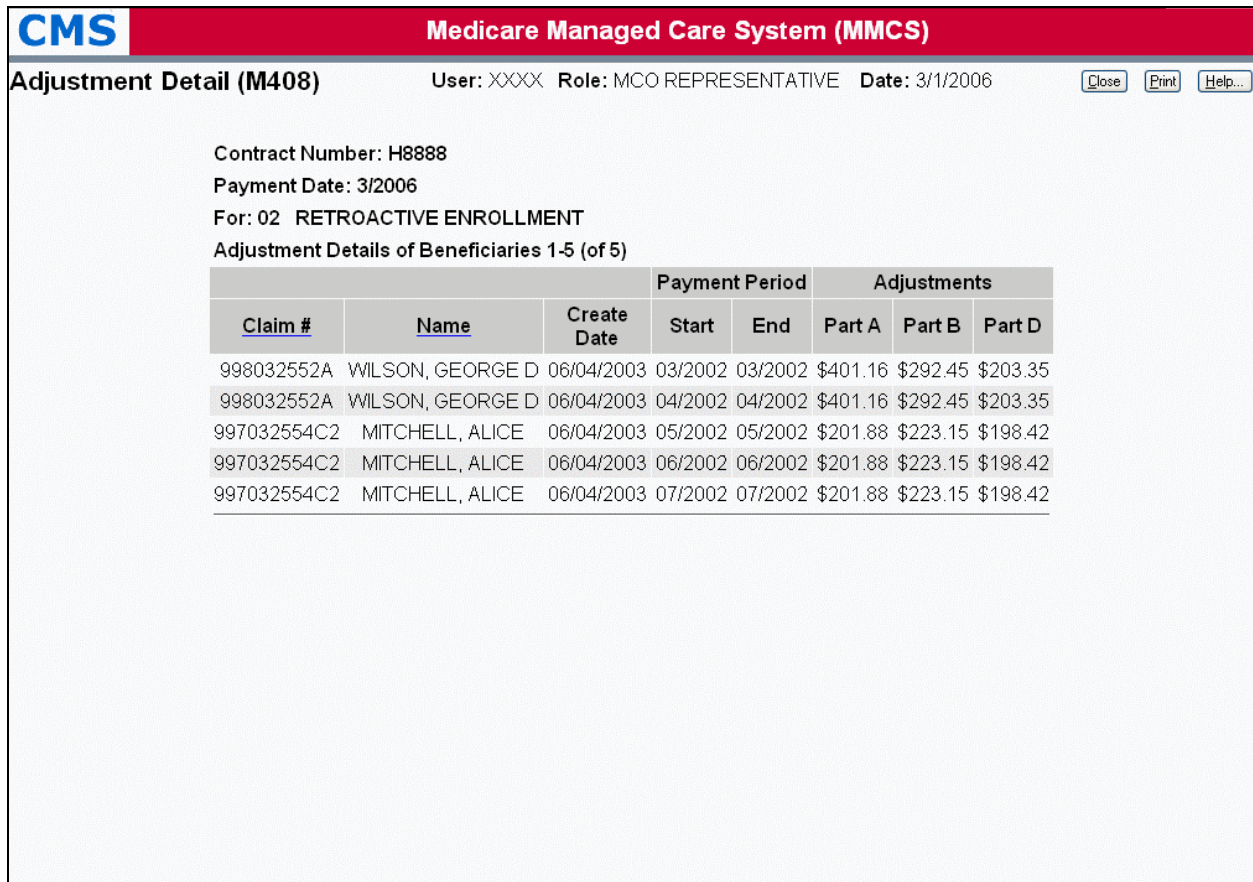 CMS Medicare Managed Care System (MMCS)
Adjustment Detail (M408) User: XXXX Role: MCO REPRESENTATIVE Date: 3/1/2006 Close Print Help...
Contract Number: H8888
Payment Date: 3/2006
For: 02 RETROACTIVE ENROLLMENT
Adjustment Details of Beneficiaries 1-5 (of 5)
Payment Period Adjustments
Claim # Name Create Date Start End Part A Part B Part D
998032552A WILSON, GEORGE D 06/04/2003 03/2002 03/2002 $401.16 $292.45 $203.35
998032552A WILSON, GEORGE D 06/04/2003 04/2002 04/2002 $401.16 $292.45 $203.35
997032554C2 MITCHELL, ALICE 06/04/2003 05/2002 05/2002 $201.88 $223.15 $198.42
997032554C2 MITCHELL, ALICE 06/04/2003 06/2002 06/2002 $201.88 $223.15 $198.42
997032554C2 MITCHELL, ALICE 06/04/2003 07/2002 07/2002 $201.88 $223.15 $198.42